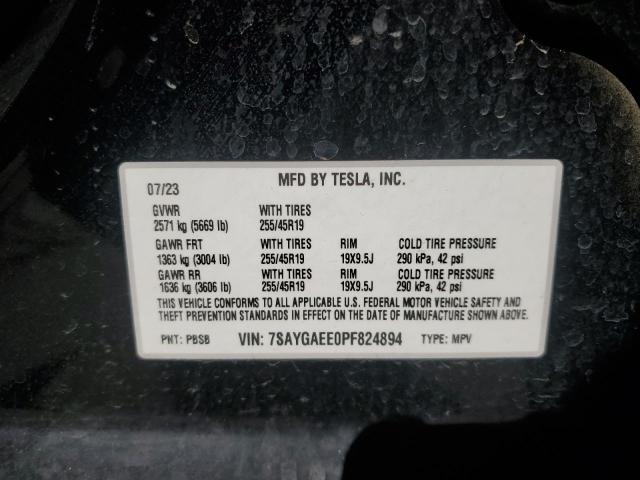 07/23 MFD BY TESLA, INC.
GVWR WITH TIRES
2571 kg (5669 lb) 255/45R19
GAWR FRT WITH TIRES RIM COLD TIRE PRESSURE
1363 kg (3004 lb) 255/45R19 19X9.5J 290 kPa, 42 psi
GAWR RR WITH TIRES RIM COLD TIRE PRESSURE
1636 kg (3606 lb) 255/45R19 19X9.5J 290 kPa, 42 psi
THIS VEHICLE CONFORMS TO ALL APPLICABLE U.S. FEDERAL MOTOR VEHICLE SAFETY AND
THEFT PREVENTION STANDARDS IN EFFECT ON THE DATE OF MANUFACTURE SHOWN ABOVE.
PNT: PBSB VIN: 7SAYGAEE0PF824894 TYPE: MPV